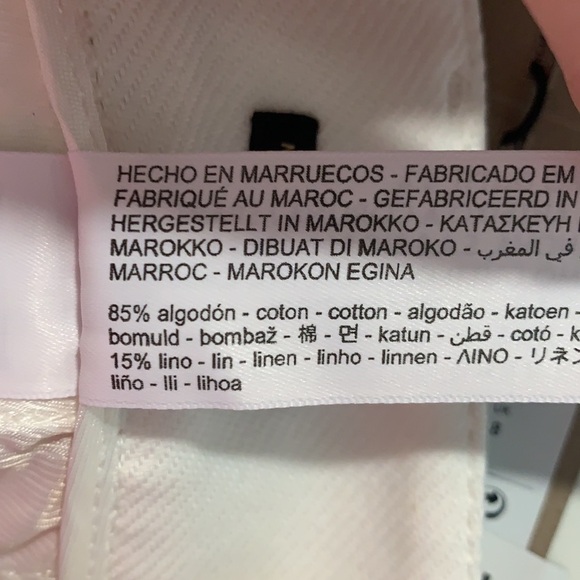 HECHO EN MARRUECOS - FABRICADO EM
FABRIQUÉ AU MAROC - GEFABRICEERD IN
HERGESTELLT IN MAROKKO - ΚΑΤΑΣΚΕΥΗ
MAROKKO - DIBUAT DI MAROKO - في المغرب
MARROC - MAROKON EGINA
85% algodón - coton - cotton - algodão - katoen -
bomuld - bombaž - 棉 - 면 - katun - قطن - cotó -
15% lino - lin - linen - linho - linnen - ΛΙΝΟ - リネン
liño - lli - lihoa